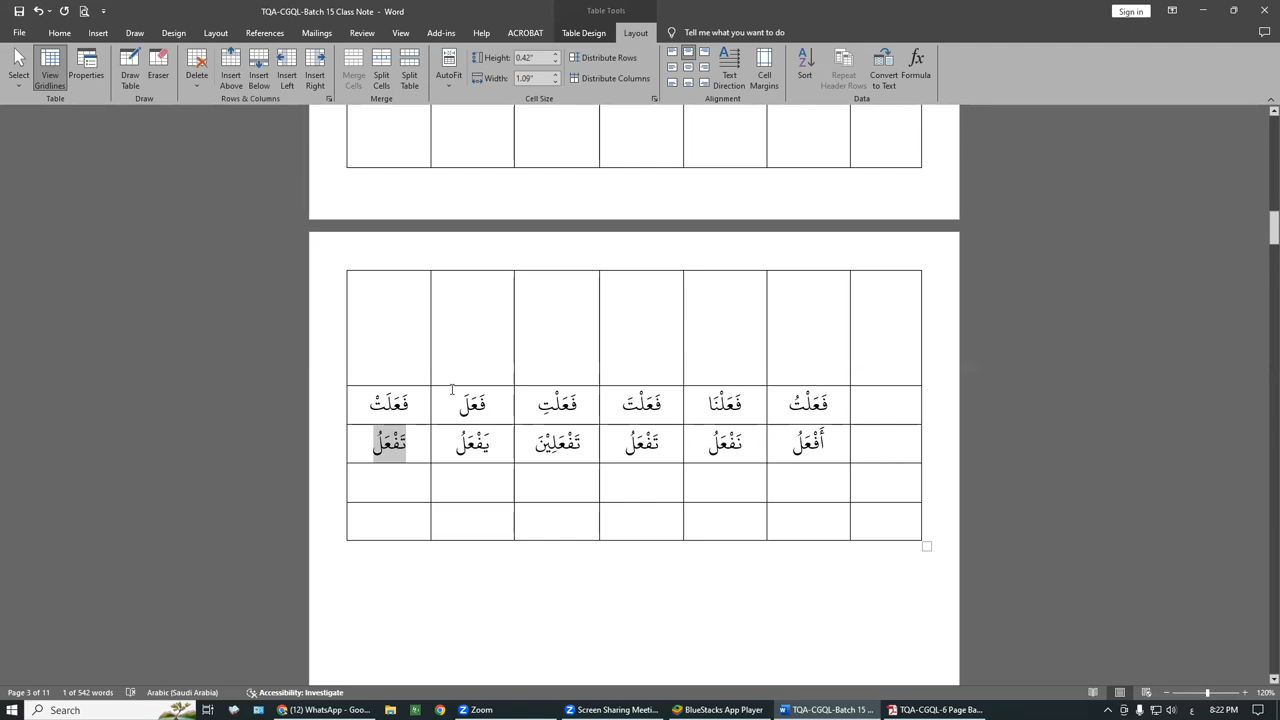 TQA-CGQL-Batch 15 Class Note - Word
Table Tools
Sign in
File Home Insert Draw Design Layout References Mailings Review View Add-ins Help ACROBAT Table Design Layout Tell me what you want to do
Select
View Gridlines
Properties
Draw Table
Eraser
Delete
Insert Above
Insert Below
Insert Left
Insert Right
Merge Cells
Split Cells
Split Table
AutoFit
Height: 0.42"
Width: 1.09"
Distribute Rows
Distribute Columns
Text Direction
Cell Margins
Sort
Repeat Header Rows
Convert to Text
Formula
Table Draw Rows & Columns Merge Cell Size Alignment Data
فَعَلْتُ فَعَلْنَا فَعَلْتَ فَعَلْتِ فَعَلَ فَعَلَتْ
أَفْعَلُ نَفْعَلُ تَفْعَلُ تَفْعَلِيْنَ يَفْعَلُ تَفْعَلُ
Page 3 of 11 1 of 542 words Arabic (Saudi Arabia) Accessibility: Investigate 120%
Search (12) WhatsApp - Goo... Zoom Screen Sharing Meeti... BlueStacks App Player TQA-CGQL-Batch 15 ... TQA-CGQL-6 Page Ba... ع 8:22 PM